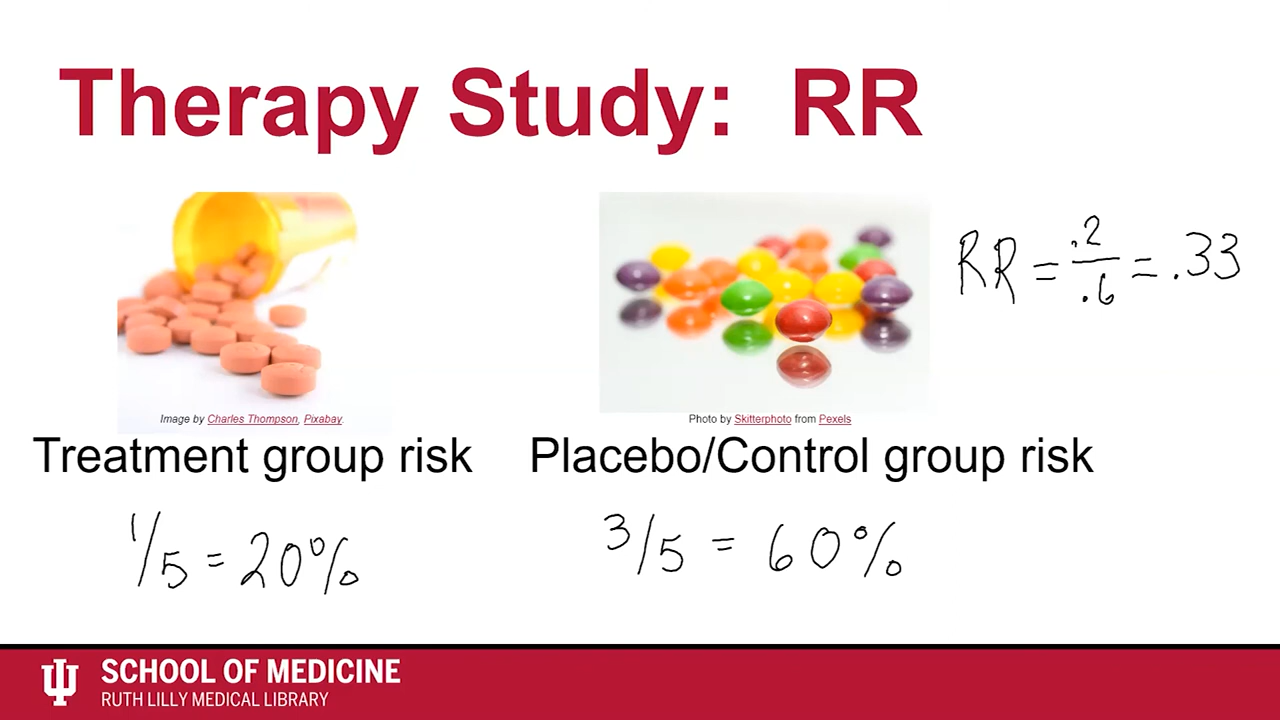 Therapy Study: RR
RR = .2/.6 = .33
Image by Charles Thompson, Pixabay.
Photo by Skitterphoto from Pexels
Treatment group risk
Placebo/Control group risk
1/5 = 20%
3/5 = 60%
SCHOOL OF MEDICINE
RUTH LILLY MEDICAL LIBRARY